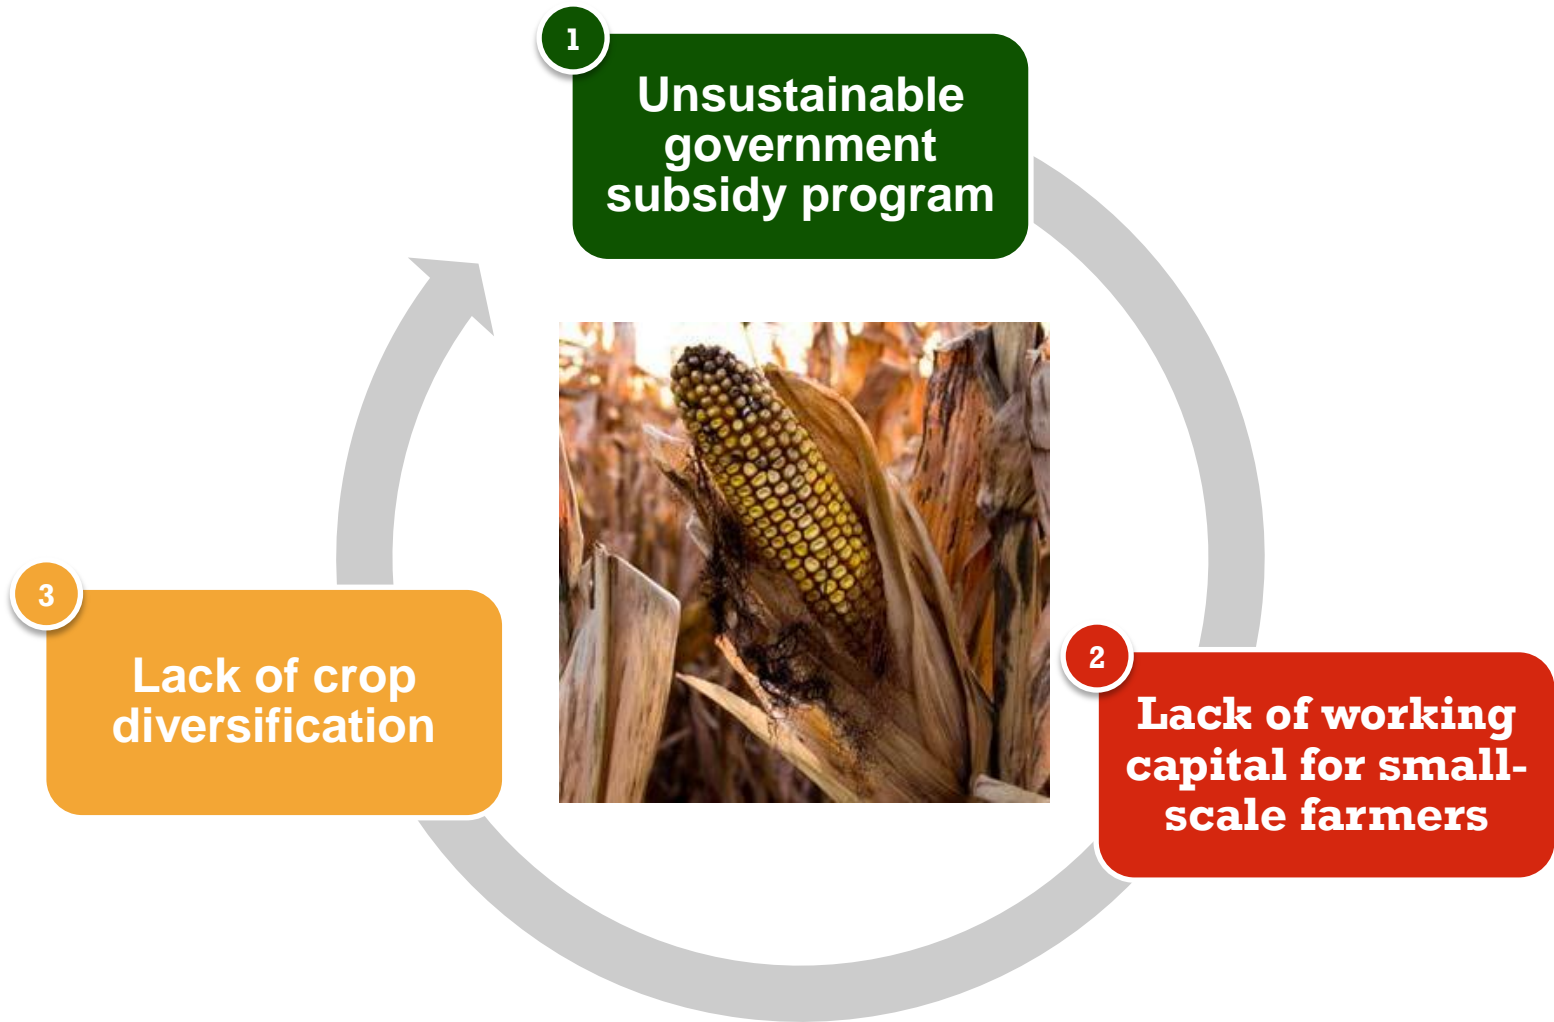 1
Unsustainable
government
subsidy program
2
Lack of working
capital for small-
scale farmers
3
Lack of crop
diversification